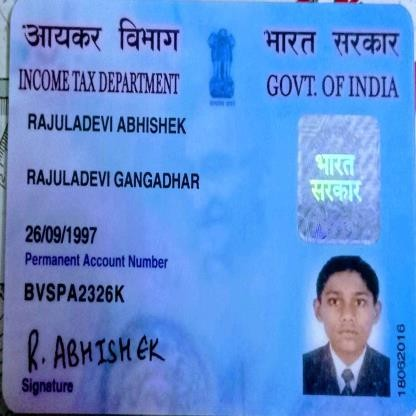 आयकर विभाग
भारत सरकार
INCOME TAX DEPARTMENT
GOVT. OF INDIA
RAJULADEVI ABHISHEK
RAJULADEVI GANGADHAR
भारत
सरकार
26/09/1997
Permanent Account Number
BVSPA2326K
R. ABHISHEK
Signature
18062016